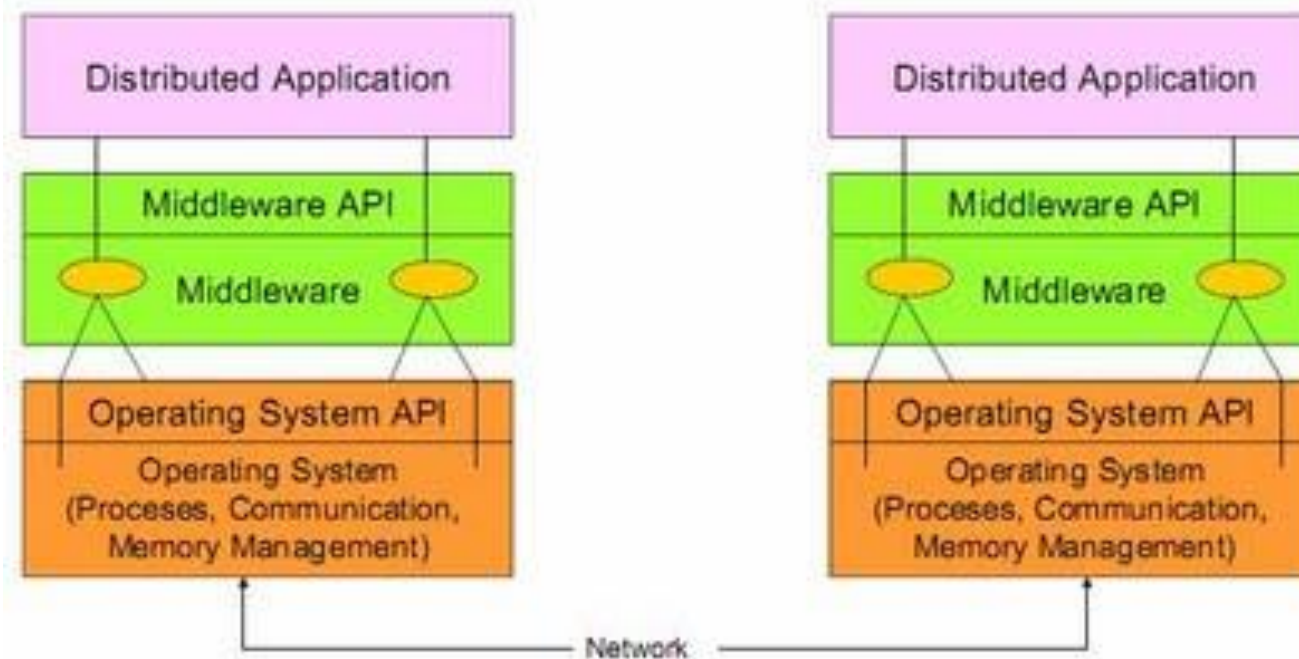 Distributed Application
Middleware API
Middleware
Operating System API
Operating System
(Proceses, Communication,
Memory Management)
Distributed Application
Middleware API
Middleware
Operating System API
Operating System
(Proceses, Communication,
Memory Management)
Network